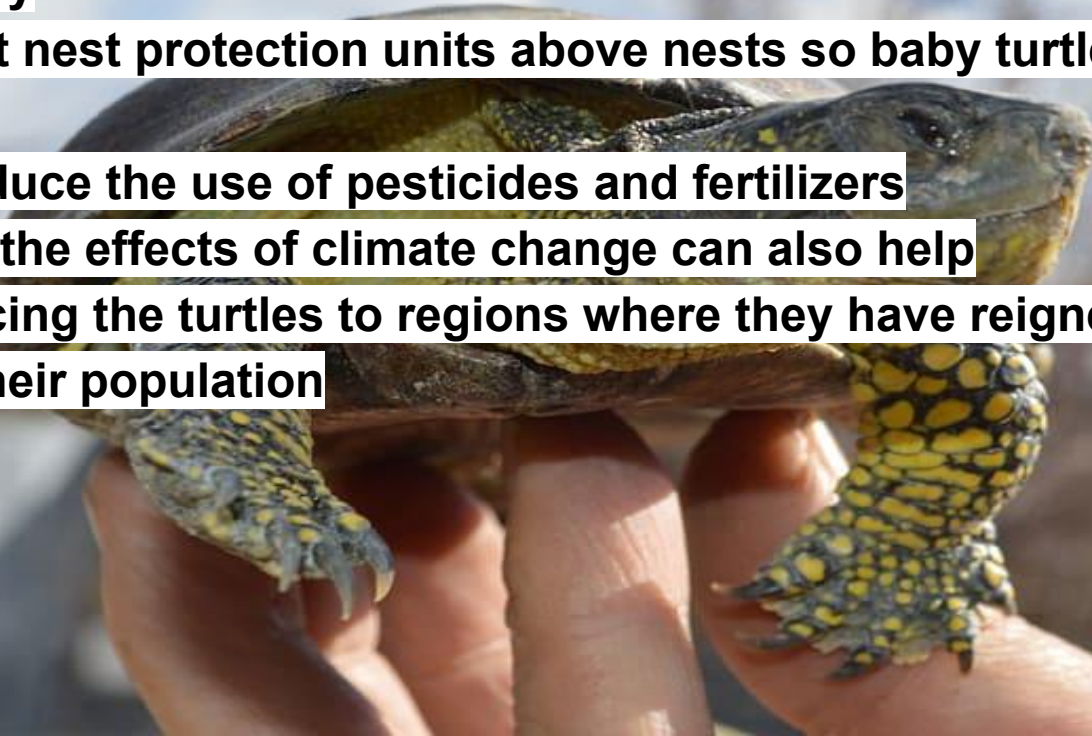 y
t nest protection units above nests so baby turtl
duce the use of pesticides and fertilizers
the effects of climate change can also help
cing the turtles to regions where they have reign
heir population